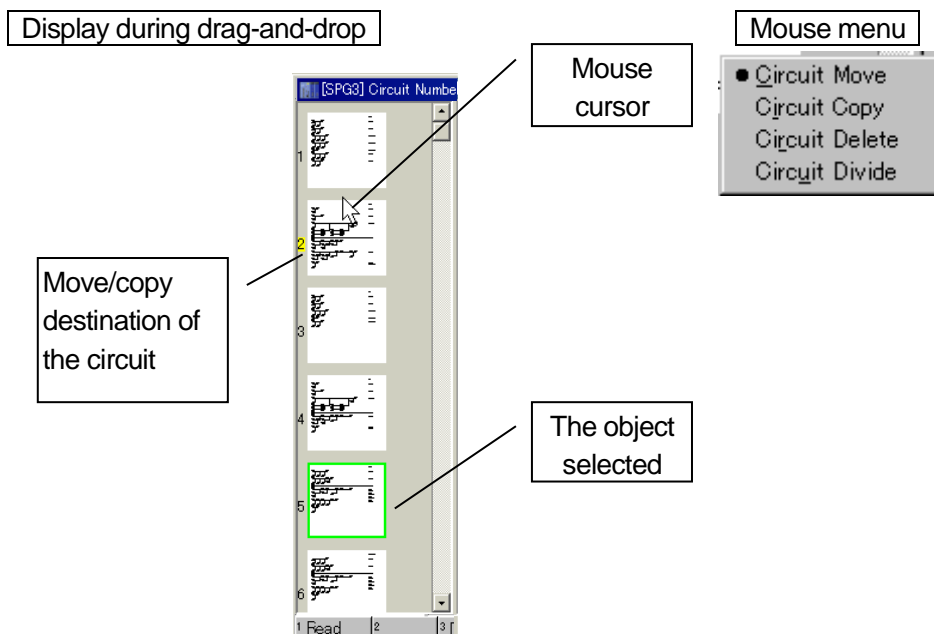 Display during drag-and-drop
Mouse menu
Mouse
cursor
● Circuit Move
Circuit Copy
Circuit Delete
Circuit Divide
[SPG3] Circuit Numbe
1
2
Move/copy
destination of
the circuit
3
4
The object
selected
5
6
1 Read 2 3